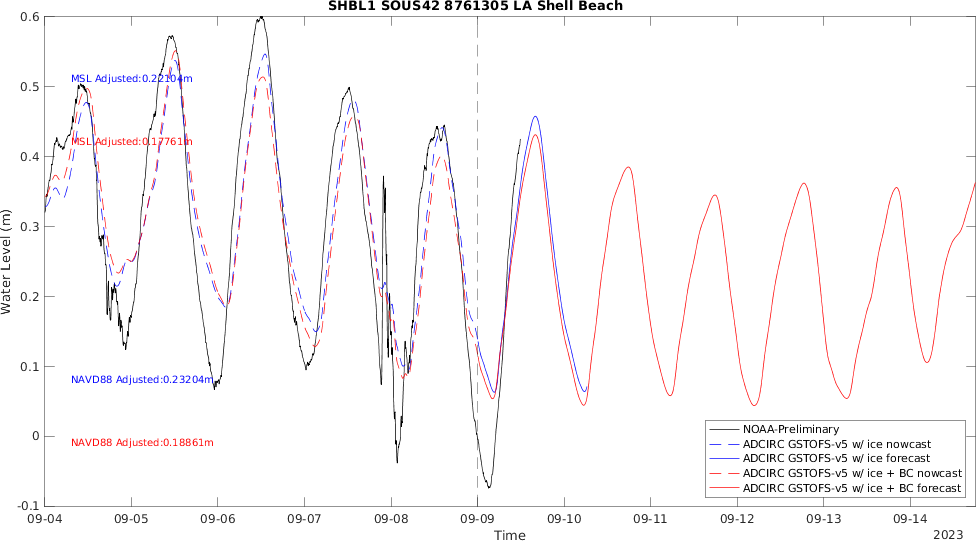 SHBL1 SOUS42 8761305 LA Shell Beach
Water Level (m)
0.6
0.5
0.4
0.3
0.2
0.1
0
-0.1
MSL Adjusted:0.22104m
MSL Adjusted:0.17761m
NAVD88 Adjusted:0.23204m
NAVD88 Adjusted:0.18861m
NOAA-Preliminary
ADCIRC GSTOFS-v5 w/ ice nowcast
ADCIRC GSTOFS-v5 w/ ice forecast
ADCIRC GSTOFS-v5 w/ ice + BC nowcast
ADCIRC GSTOFS-v5 w/ ice + BC forecast
09-04 09-05 09-06 09-07 09-08 09-09 09-10 09-11 09-12 09-13 09-14
Time
2023